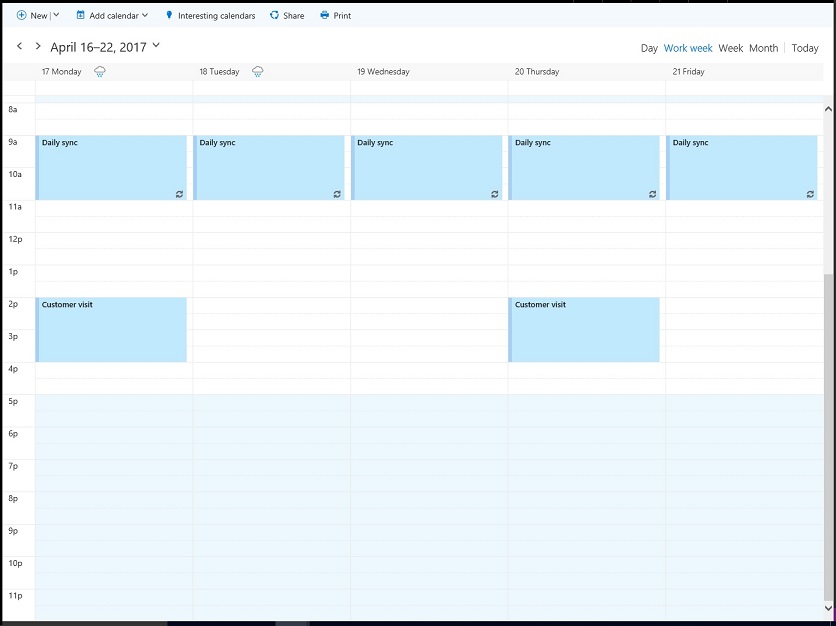 New | Add calendar Interesting calendars Share Print
April 16–22, 2017
Day Work week Week Month Today
17 Monday 18 Tuesday 19 Wednesday 20 Thursday 21 Friday
8a
9a
Daily sync Daily sync Daily sync Daily sync Daily sync
10a
11a
12p
1p
2p
Customer visit Customer visit
3p
4p
5p
6p
7p
8p
9p
10p
11p